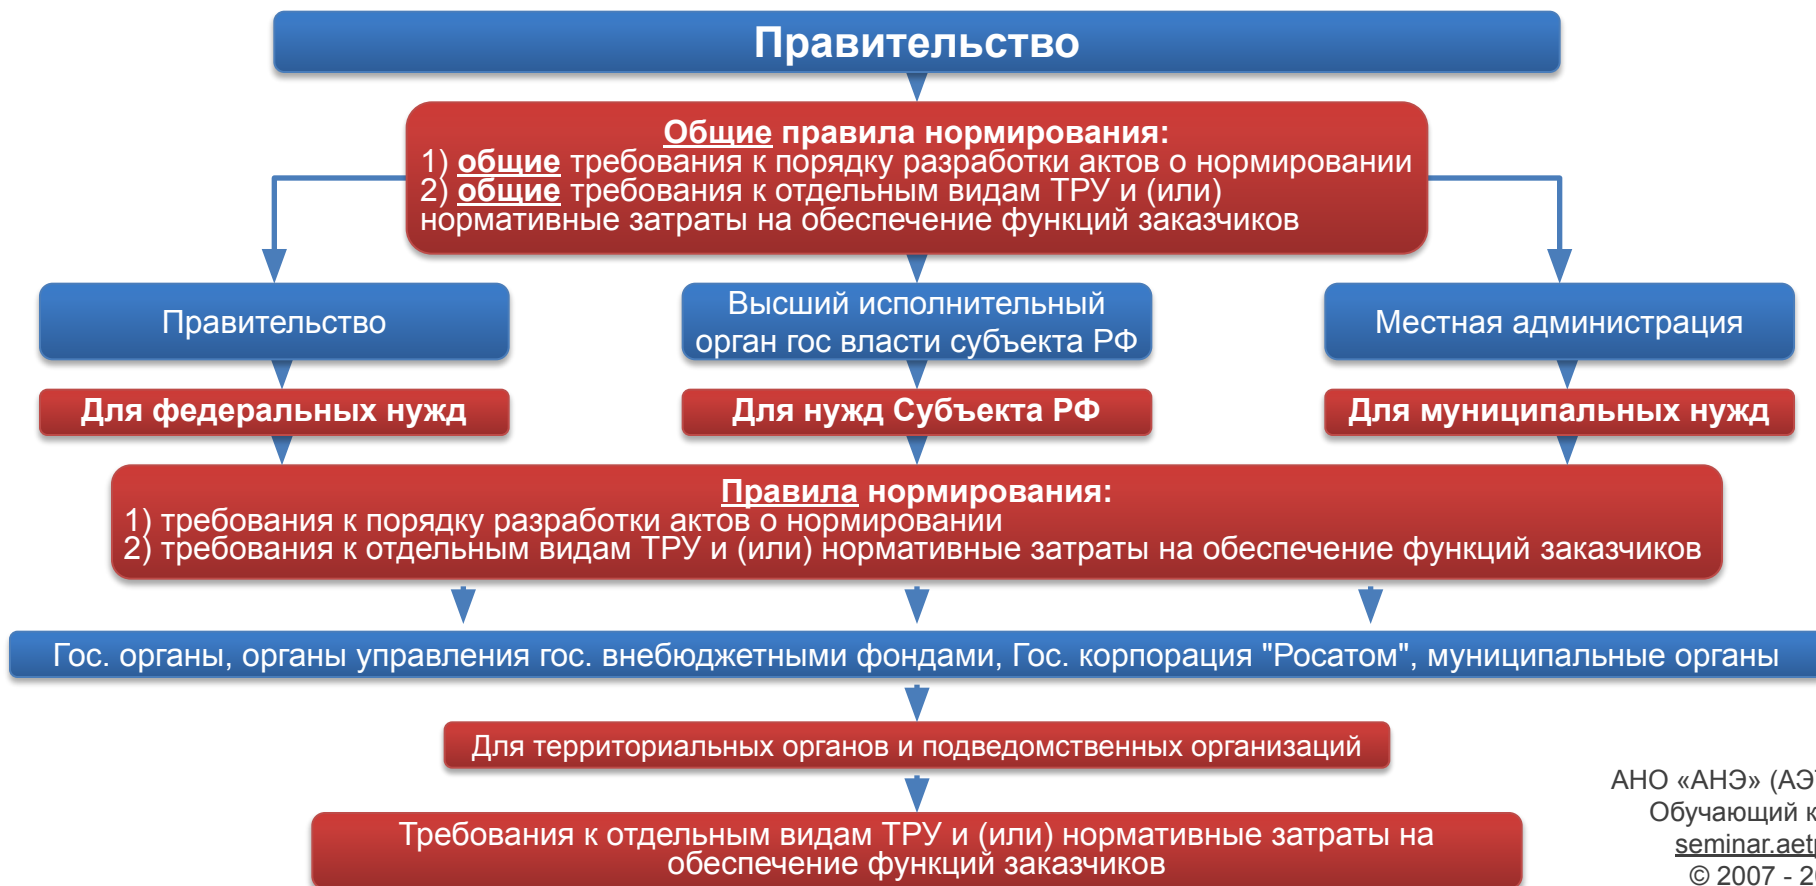 Правительство
Общие правила нормирования:
1) общие требования к порядку разработки актов о нормировании
2) общие требования к отдельным видам ТРУ и (или)
нормативные затраты на обеспечение функций заказчиков
Правительство
Высший исполнительный
орган гос власти субъекта РФ
Местная администрация
Для федеральных нужд
Для нужд Субъекта РФ
Для муниципальных нужд
Правила нормирования:
1) требования к порядку разработки актов о нормировании
2) требования к отдельным видам ТРУ и (или) нормативные затраты на обеспечение функций заказчиков
Гос. органы, органы управления гос. внебюджетными фондами, Гос. корпорация "Росатом", муниципальные органы
Для территориальных органов и подведомственных организаций
Требования к отдельным видам ТРУ и (или) нормативные затраты на
обеспечение функций заказчиков
АНО «АНЭ»
Обучающий
© 2007 -